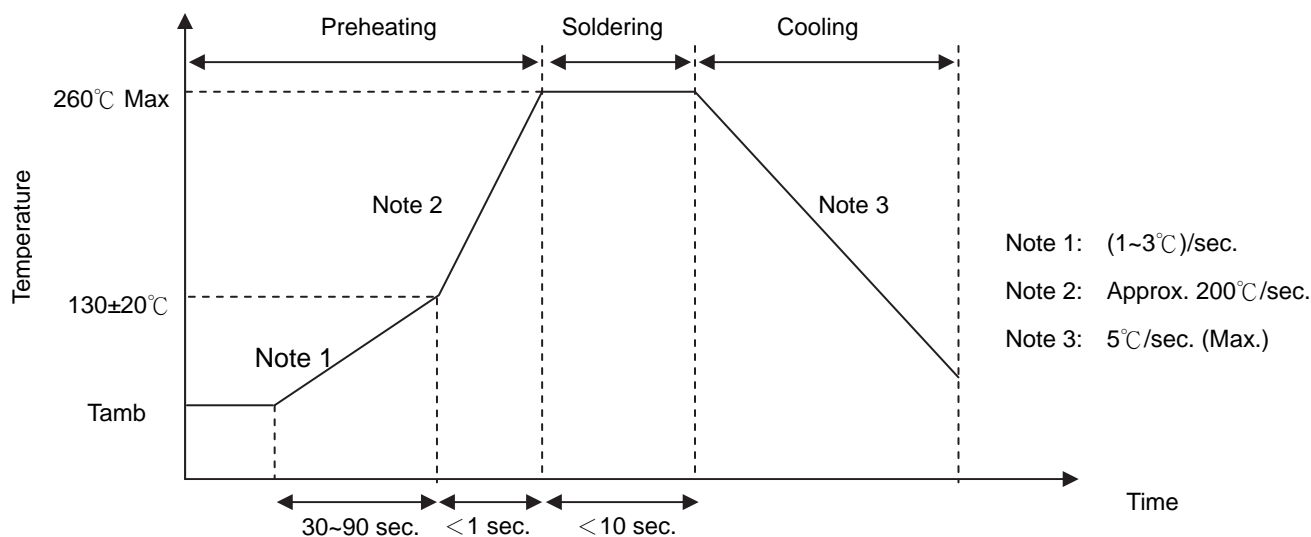 Preheating Soldering Cooling
260℃ Max
Temperature
Note 2 Note 3
Note 1: (1~3℃)/sec.
Note 2: Approx. 200℃/sec.
130±20℃
Note 3: 5℃/sec. (Max.)
Note 1
Tamb
Time
30~90 sec. <1 sec. <10 sec.